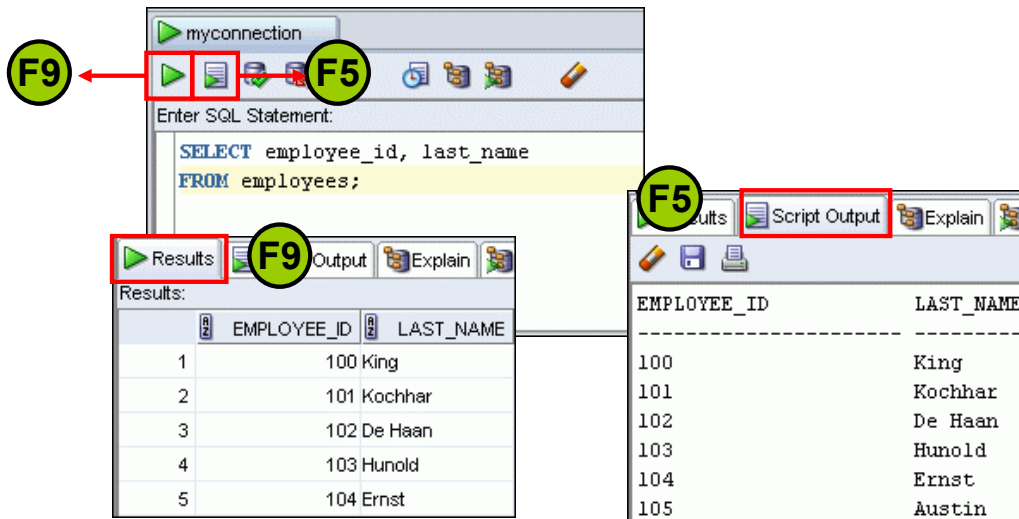 myconnection
F9
F5
Enter SQL Statement:
SELECT employee_id, last_name
FROM employees;
Results
F9
Output
Explain
Results:
EMPLOYEE_ID LAST_NAME
1 100 King
2 101 Kochhar
3 102 De Haan
4 103 Hunold
5 104 Ernst
F5
ults
Script Output
Explain
EMPLOYEE_ID LAST_NAME
---------------------- ----------
100 King
101 Kochhar
102 De Haan
103 Hunold
104 Ernst
105 Austin